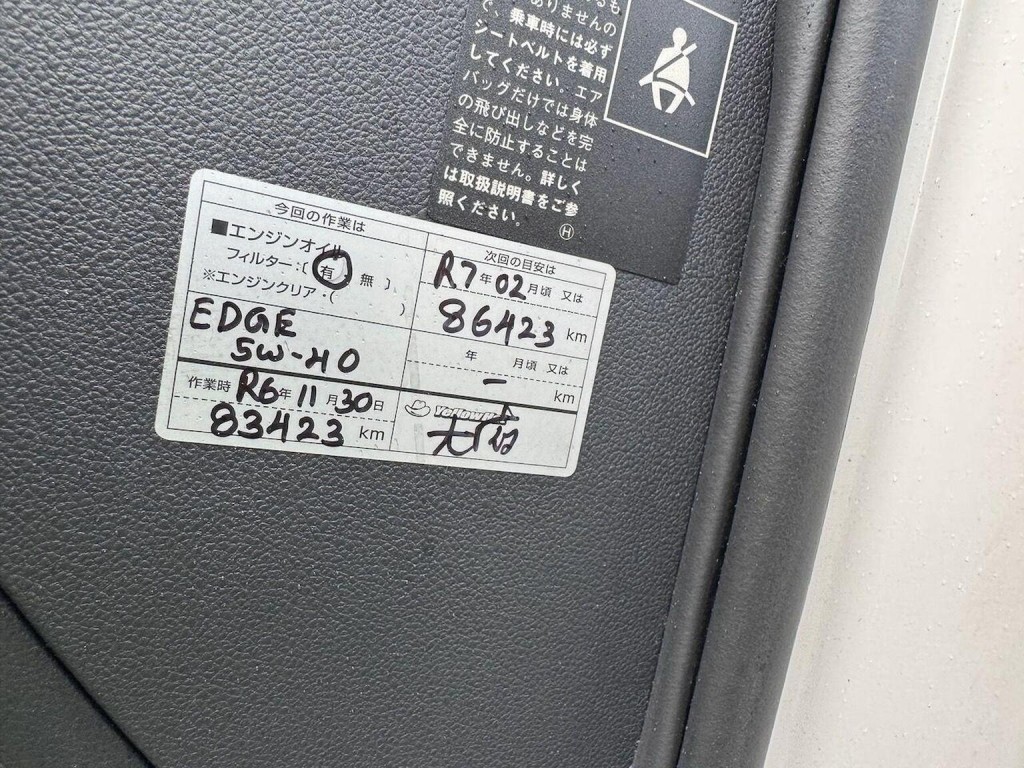 るも
ありませんの
で、乗車時には必ず
シートベルトを着用
してください。エア
バッグだけでは身体
の飛び出しなどを完
全に防止することは
できません。詳しく
は取扱説明書をご参
照ください。
H
今回の作業は
■エンジンオイル
フィルター:( 有 無 )
※エンジンクリア:( )
EDGE
5W-40
作業時 R6年 11月 30日
83423 km
次回の目安は
R7年 02月頃 又は
86423 km
年 月頃 又は
- km